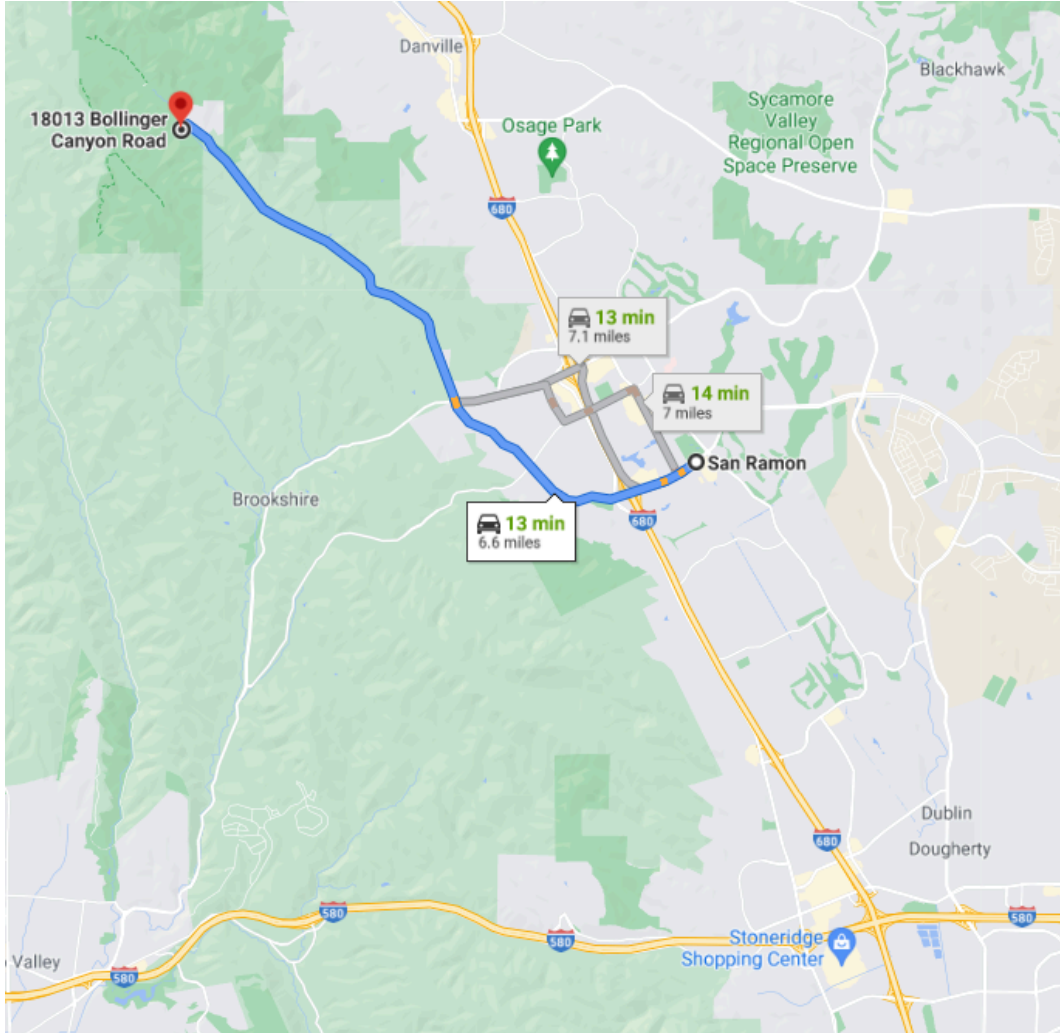 Danville
Blackhawk
18013 Bollinger
Canyon Road
Sycamore
Valley
Regional Open
Space Preserve
Osage Park
680
13 min
7.1 miles
14 min
7 miles
San Ramon
Brookshire
13 min
6.6 miles
680
Dublin
680
Dougherty
580
580
580
Stoneridge
Shopping Center
Valley
580